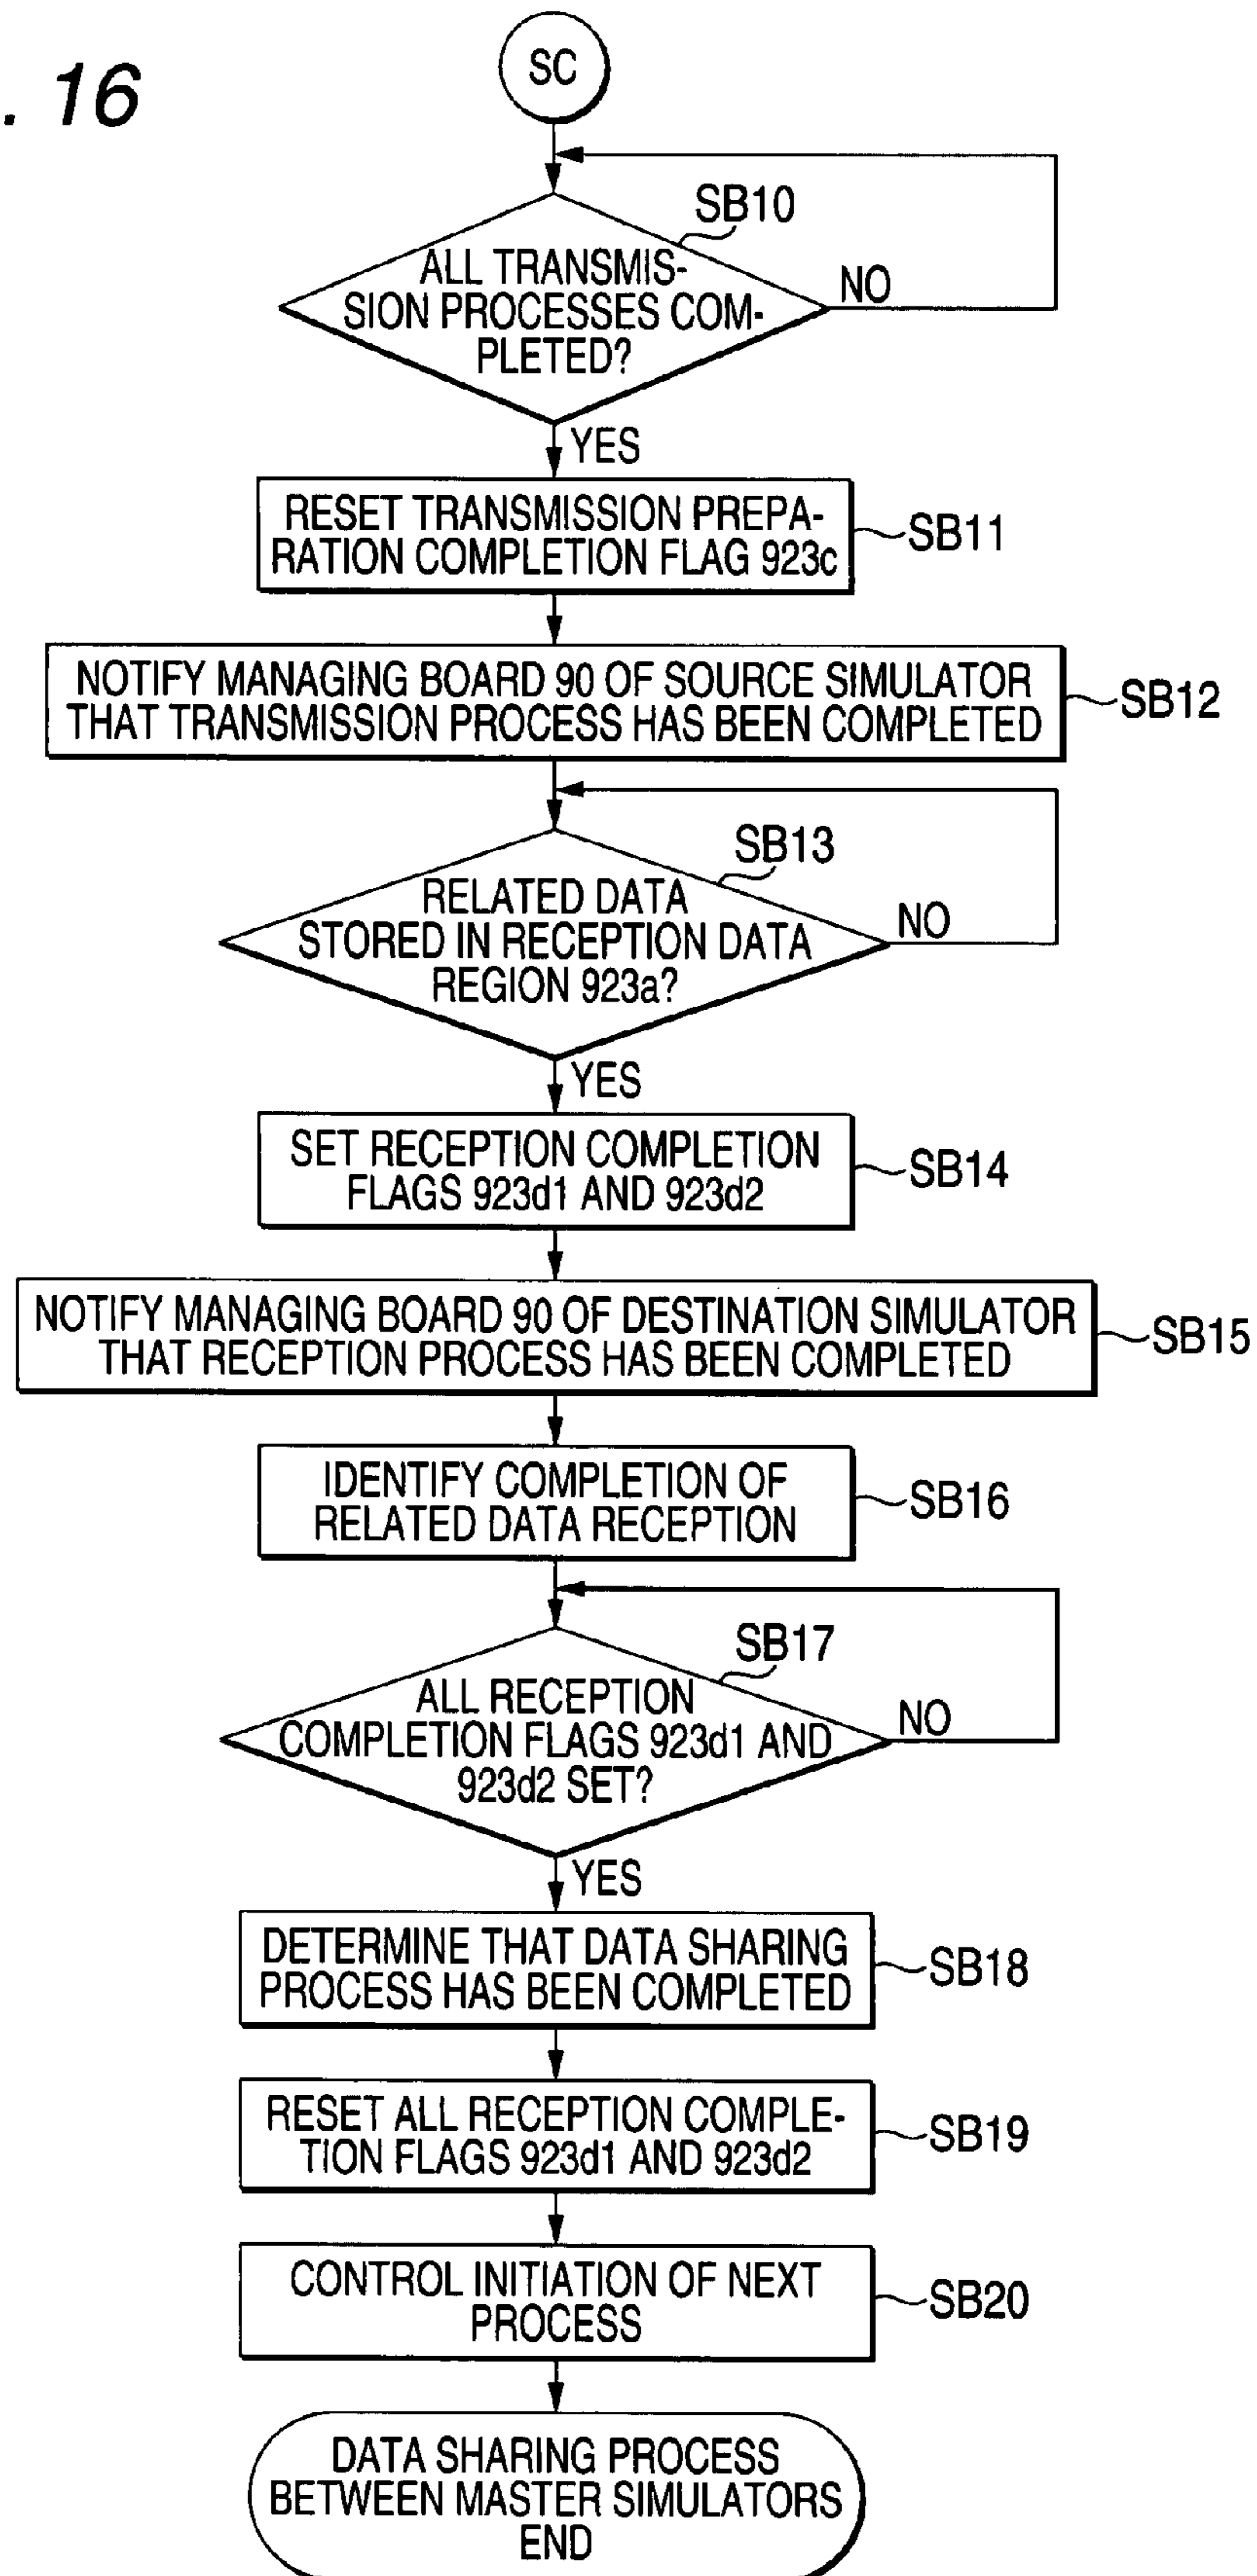 . 16
SC
SB10
ALL TRANSMIS-
SION PROCESSES COM-
PLETED?
NO
YES
RESET TRANSMISSION PREPA-
RATION COMPLETION FLAG 923c
SB11
NOTIFY MANAGING BOARD 90 OF SOURCE SIMULATOR
THAT TRANSMISSION PROCESS HAS BEEN COMPLETED
SB12
SB13
RELATED DATA
STORED IN RECEPTION DATA
REGION 923a?
NO
YES
SET RECEPTION COMPLETION
FLAGS 923d1 AND 923d2
SB14
NOTIFY MANAGING BOARD 90 OF DESTINATION SIMULATOR
THAT RECEPTION PROCESS HAS BEEN COMPLETED
SB15
IDENTIFY COMPLETION OF
RELATED DATA RECEPTION
SB16
SB17
ALL RECEPTION
COMPLETION FLAGS 923d1 AND
923d2 SET?
NO
YES
DETERMINE THAT DATA SHARING
PROCESS HAS BEEN COMPLETED
SB18
RESET ALL RECEPTION COMPLE-
TION FLAGS 923d1 AND 923d2
SB19
CONTROL INITIATION OF NEXT
PROCESS
SB20
DATA SHARING PROCESS
BETWEEN MASTER SIMULATORS
END